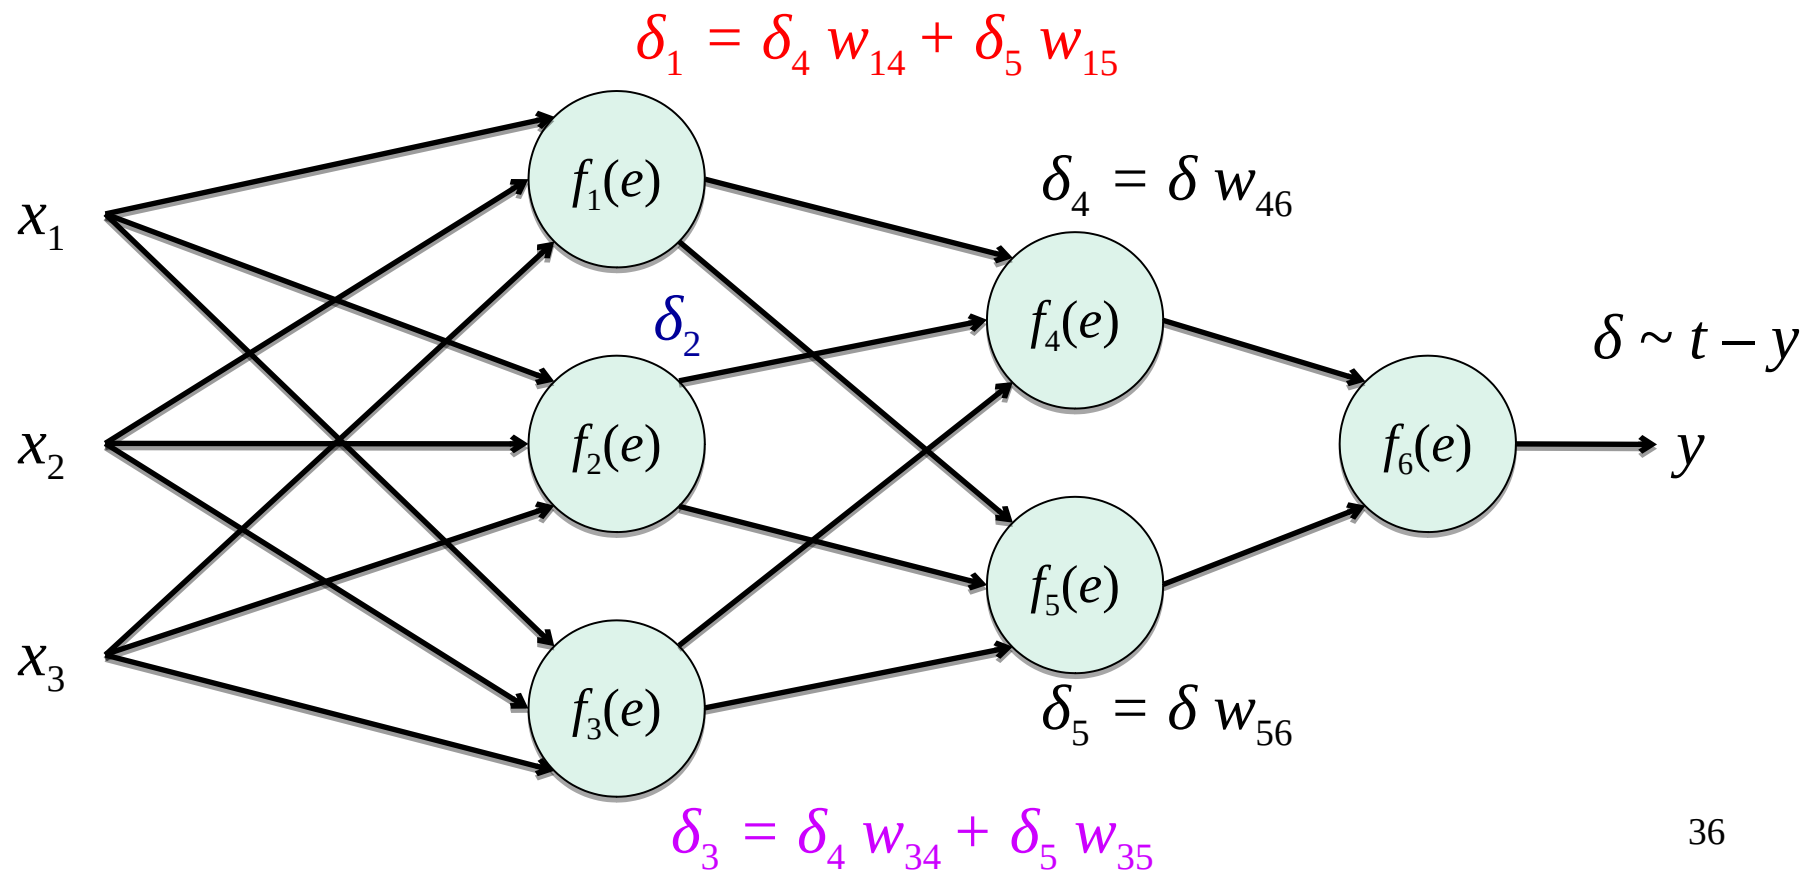 δ₁ = δ₄ w₁₄ + δ₅ w₁₅
f₁(e)
δ₄ = δ w₄₆
x₁
δ₂
f₄(e)
δ ~ t – y
x₂
f₂(e)
f₆(e)
y
f₅(e)
x₃
f₃(e)
δ₅ = δ w₅₆
δ₃ = δ₄ w₃₄ + δ₅ w₃₅
36